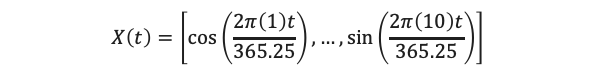 X(t) = [cos(2π(1)t/365.25), ..., sin(2π(10)t/365.25)]